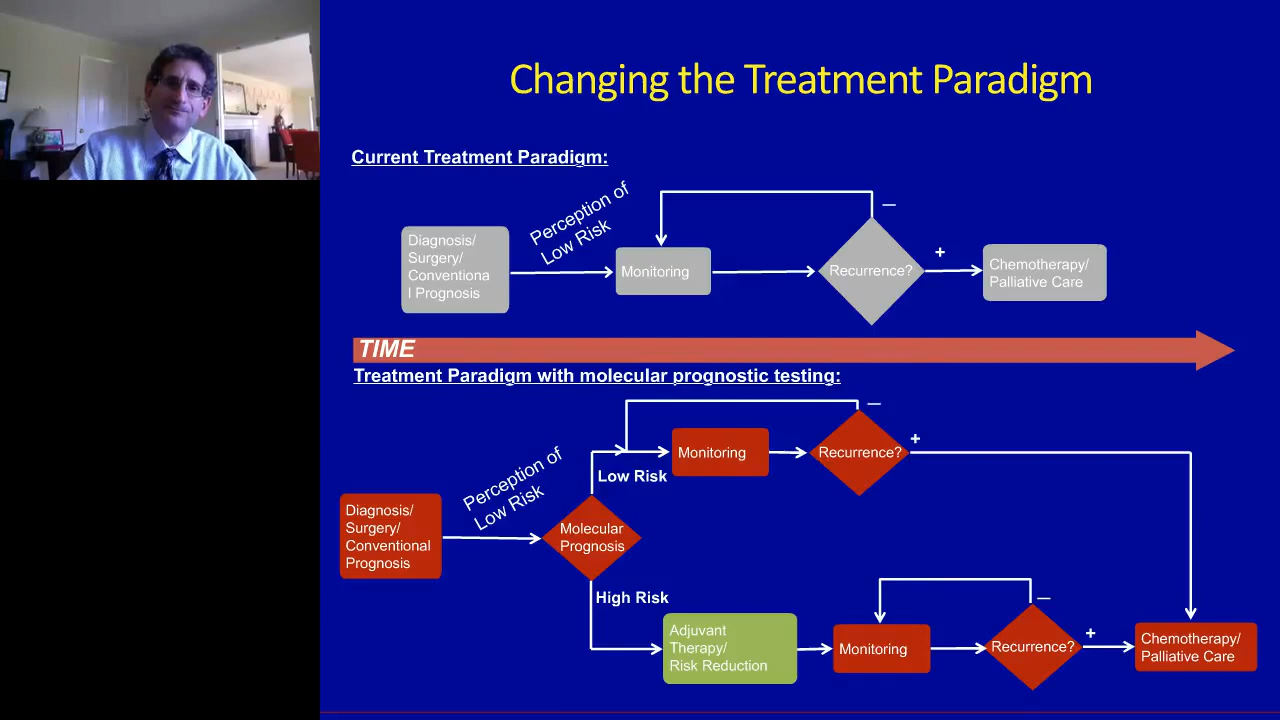 Changing the Treatment Paradigm
Current Treatment Paradigm:
Perception of
Low Risk
Diagnosis/
Surgery/
Conventiona
l Prognosis
Monitoring
Recurrence?
—
+
Chemotherapy/
Palliative Care
TIME
Treatment Paradigm with molecular prognostic testing:
Perception of
Low Risk
Diagnosis/
Surgery/
Conventional
Prognosis
Molecular
Prognosis
Low Risk
Monitoring
Recurrence?
—
+
High Risk
Adjuvant
Therapy/
Risk Reduction
Monitoring
Recurrence?
—
+
Chemotherapy/
Palliative Care